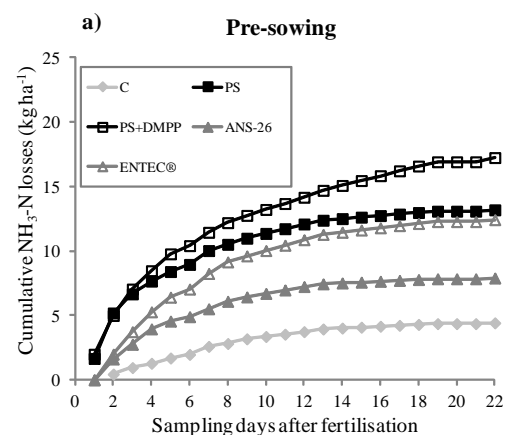 a)
Pre-sowing
Cumulative NH3-N losses (kg ha-1)
25
20
15
10
5
0
C
PS
PS+DMPP
ANS-26
ENTEC®
0 2 4 6 8 10 12 14 16 18 20 22
Sampling days after fertilisation